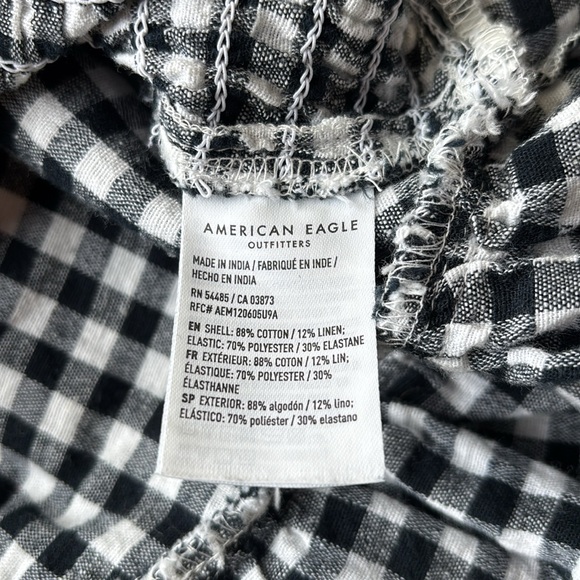 AMERICAN EAGLE
OUTFITTERS
MADE IN INDIA / FABRIQUÉ EN INDE /
HECHO EN INDIA
RN 54485 / CA 03873
RFC# AEM120605U9A
EN SHELL: 88% COTTON / 12% LINEN;
ELASTIC: 70% POLYESTER / 30% ELASTANE
FR EXTÉRIEUR: 88% COTON / 12% LIN;
ÉLASTIQUE: 70% POLYESTER / 30%
ÉLASTHANNE
SP EXTERIOR: 88% algodón / 12% lino;
ELÁSTICO: 70% poliéster / 30% elastano